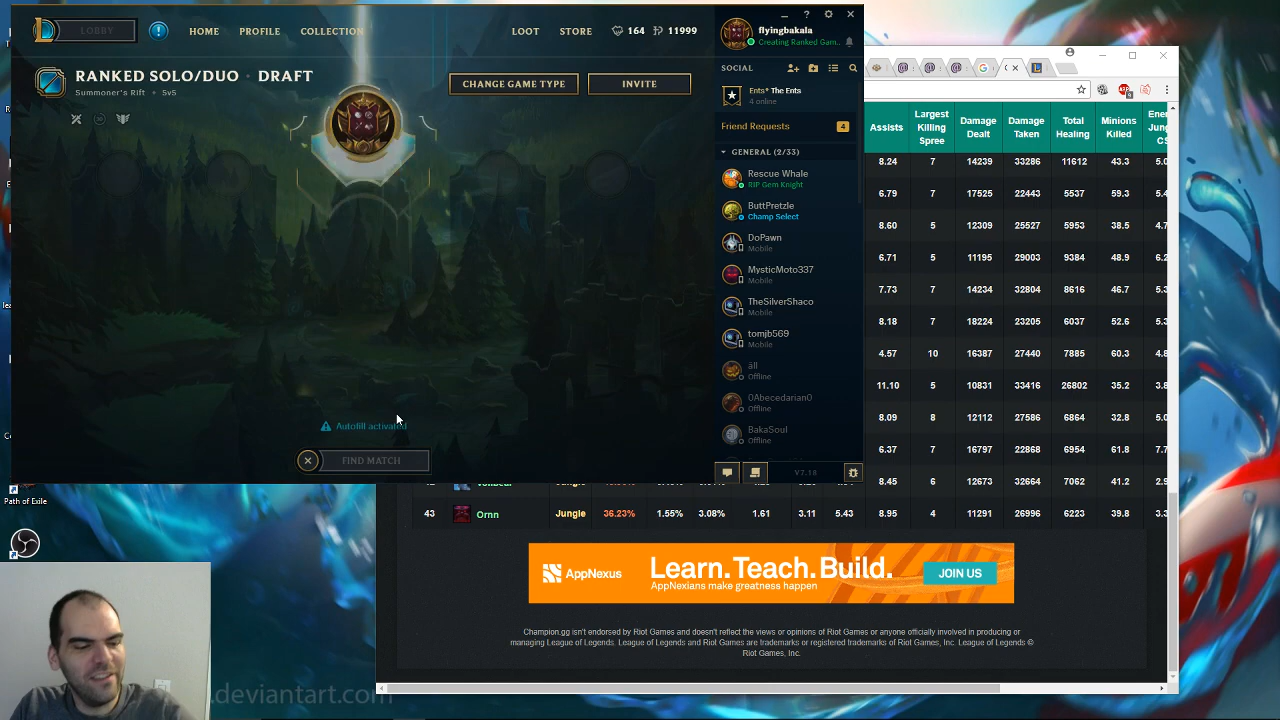 LOBBY
HOME
PROFILE
COLLECTION
LOOT
STORE
164
11999
flyingbakala
Creating Ranked Gam..
RANKED SOLO/DUO · DRAFT
Summoner's Rift · 5v5
CHANGE GAME TYPE
INVITE
SOCIAL
Ents* The Ents
4 online
Friend Requests
4
GENERAL (2/33)
Rescue Whale
RIP Gem Knight
ButtPretzle
Champ Select
DoPawn
Mobile
MysticMoto337
Mobile
TheSilverShaco
Mobile
tomjb569
Mobile
äll
Offline
0Abecedarian0
Offline
BakaSoul
Offline
Autofill activated
FIND MATCH
V7.18
Assists
Largest Killing Spree
Damage Dealt
Damage Taken
Total Healing
Minions Killed
8.24 7 14239 33286 11612 43.3
6.79 7 17525 22443 5537 59.3
8.60 5 12309 25527 5953 38.5
6.71 5 11195 29003 9384 48.9
7.73 7 14234 32804 8616 46.7
8.18 7 18224 23205 6037 52.6
4.57 10 16387 27440 7885 60.3
11.10 5 10831 33416 26802 35.2
8.09 8 12112 27586 6864 32.8
6.37 7 16797 22868 6954 61.8
8.45 6 12673 26634 7062 41.2
43 Ornn Jungle 36.23% 1.55% 3.08% 1.61 3.11 5.43 8.95 4 11291 26996 6223 39.8
AppNexus
Learn.Teach.Build.
AppNexians make greatness happen
JOIN US
Champion.gg isn't endorsed by Riot Games and doesn't reflect the views or opinions of Riot Games or anyone officially involved in producing or
managing League of Legends. League of Legends and Riot Games are trademarks or registered trademarks of Riot Games, Inc. League of Legends ©
Riot Games, Inc.
Path of Exile
.deviantart.com